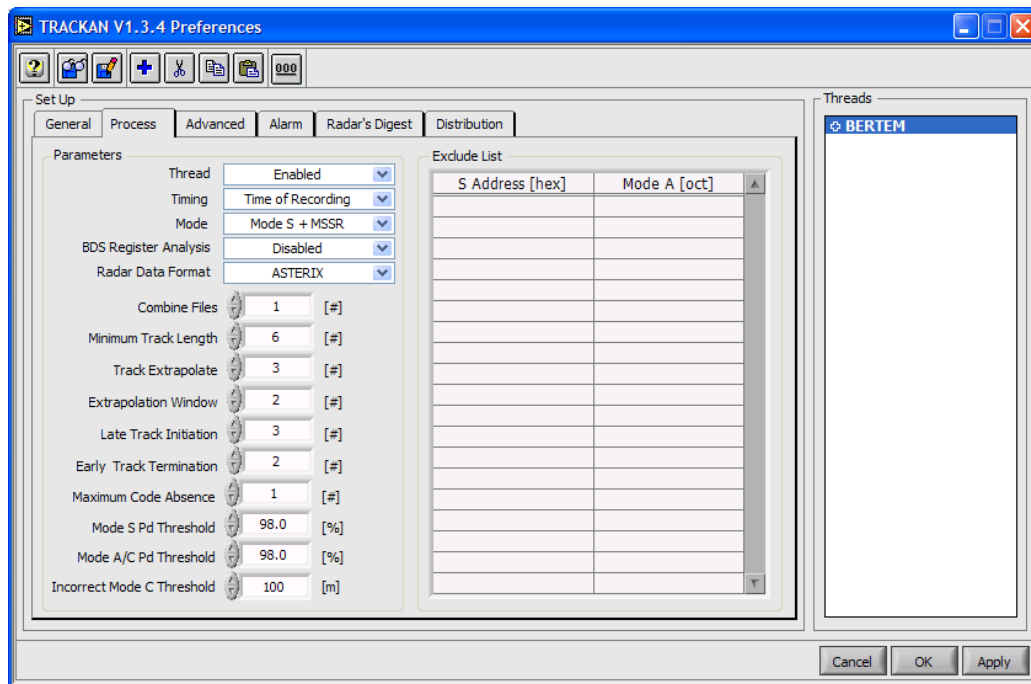 TRACKAN V1.3.4 Preferences
000
Set Up
General Process Advanced Alarm Radar's Digest Distribution
Parameters
Thread Enabled
Timing Time of Recording
Mode Mode S + MSSR
BDS Register Analysis Disabled
Radar Data Format ASTERIX
Combine Files 1 [#]
Minimum Track Length 6 [#]
Track Extrapolate 3 [#]
Extrapolation Window 2 [#]
Late Track Initiation 3 [#]
Early Track Termination 2 [#]
Maximum Code Absence 1 [#]
Mode S Pd Threshold 98.0 [%]
Mode A/C Pd Threshold 98.0 [%]
Incorrect Mode C Threshold 100 [m]
Exclude List
S Address [hex] Mode A [oct]
Threads
BERTEM
Cancel OK Apply